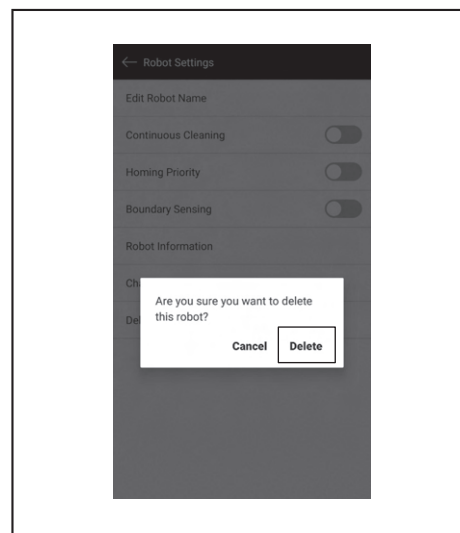 Robot Settings
Edit Robot Name
Continuous Cleaning
Homing Priority
Boundary Sensing
Robot Information
Are you sure you want to delete
this robot?
Cancel Delete